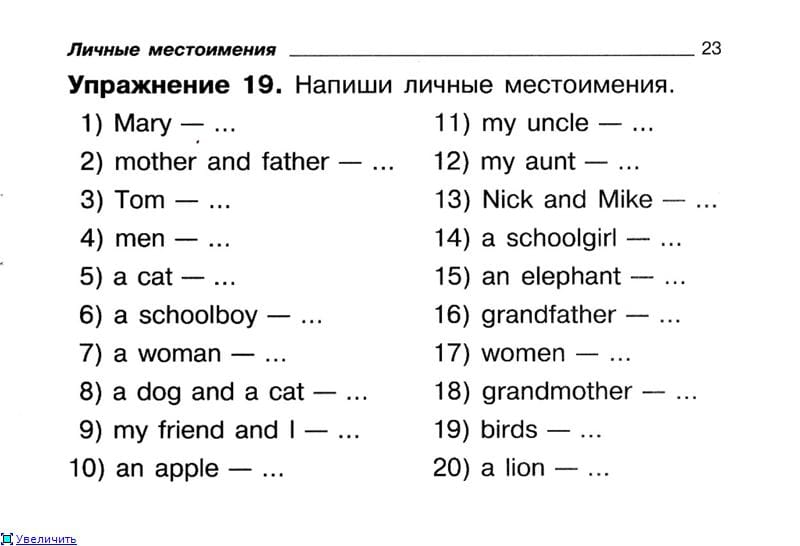 Личные местоимения 23
Упражнение 19. Напиши личные местоимения.
1) Mary — ...
2) mother and father — ...
3) Tom — ...
4) men — ...
5) a cat — ...
6) a schoolboy — ...
7) a woman — ...
8) a dog and a cat — ...
9) my friend and I — ...
10) an apple — ...
11) my uncle — ...
12) my aunt — ...
13) Nick and Mike — ...
14) a schoolgirl — ...
15) an elephant — ...
16) grandfather — ...
17) women — ...
18) grandmother — ...
19) birds — ...
20) a lion — ...
Увеличить